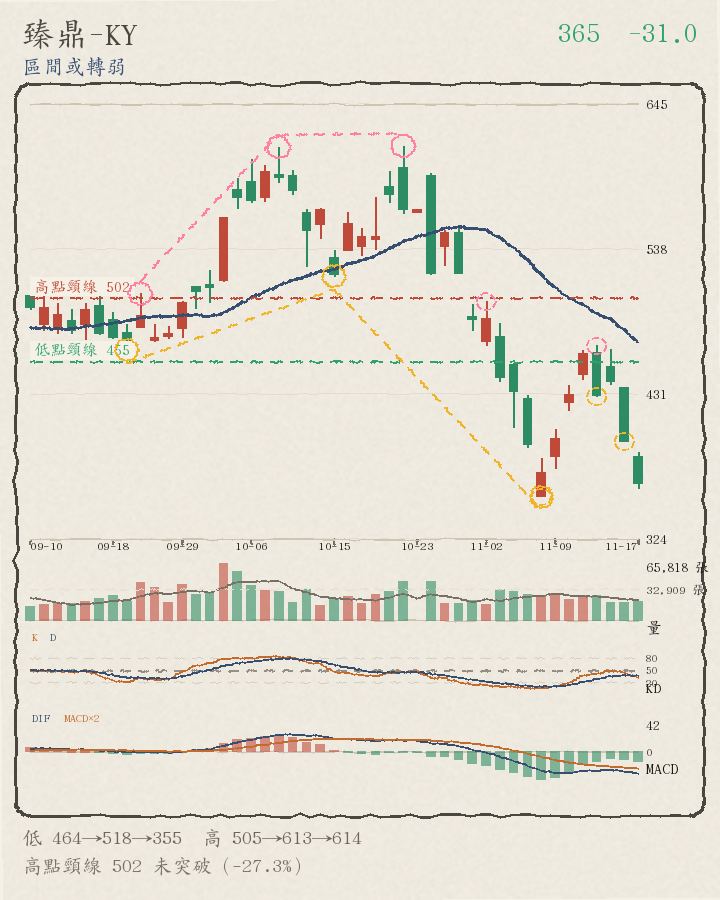 臻鼎-KY 365 -31.0
區間或轉弱
645
538
高點頸線 502
低點頸線 455
431
324
09-10 09-18 09-29 10-06 10-15 10-23 11-02 11-09 11-17
65,818 張
32,909 張
量
K D
80
50
20
KD
DIF MACD×2
42
0
MACD
低 464→518→355 高 505→613→614
高點頸線 502 未突破 (-27.3%)